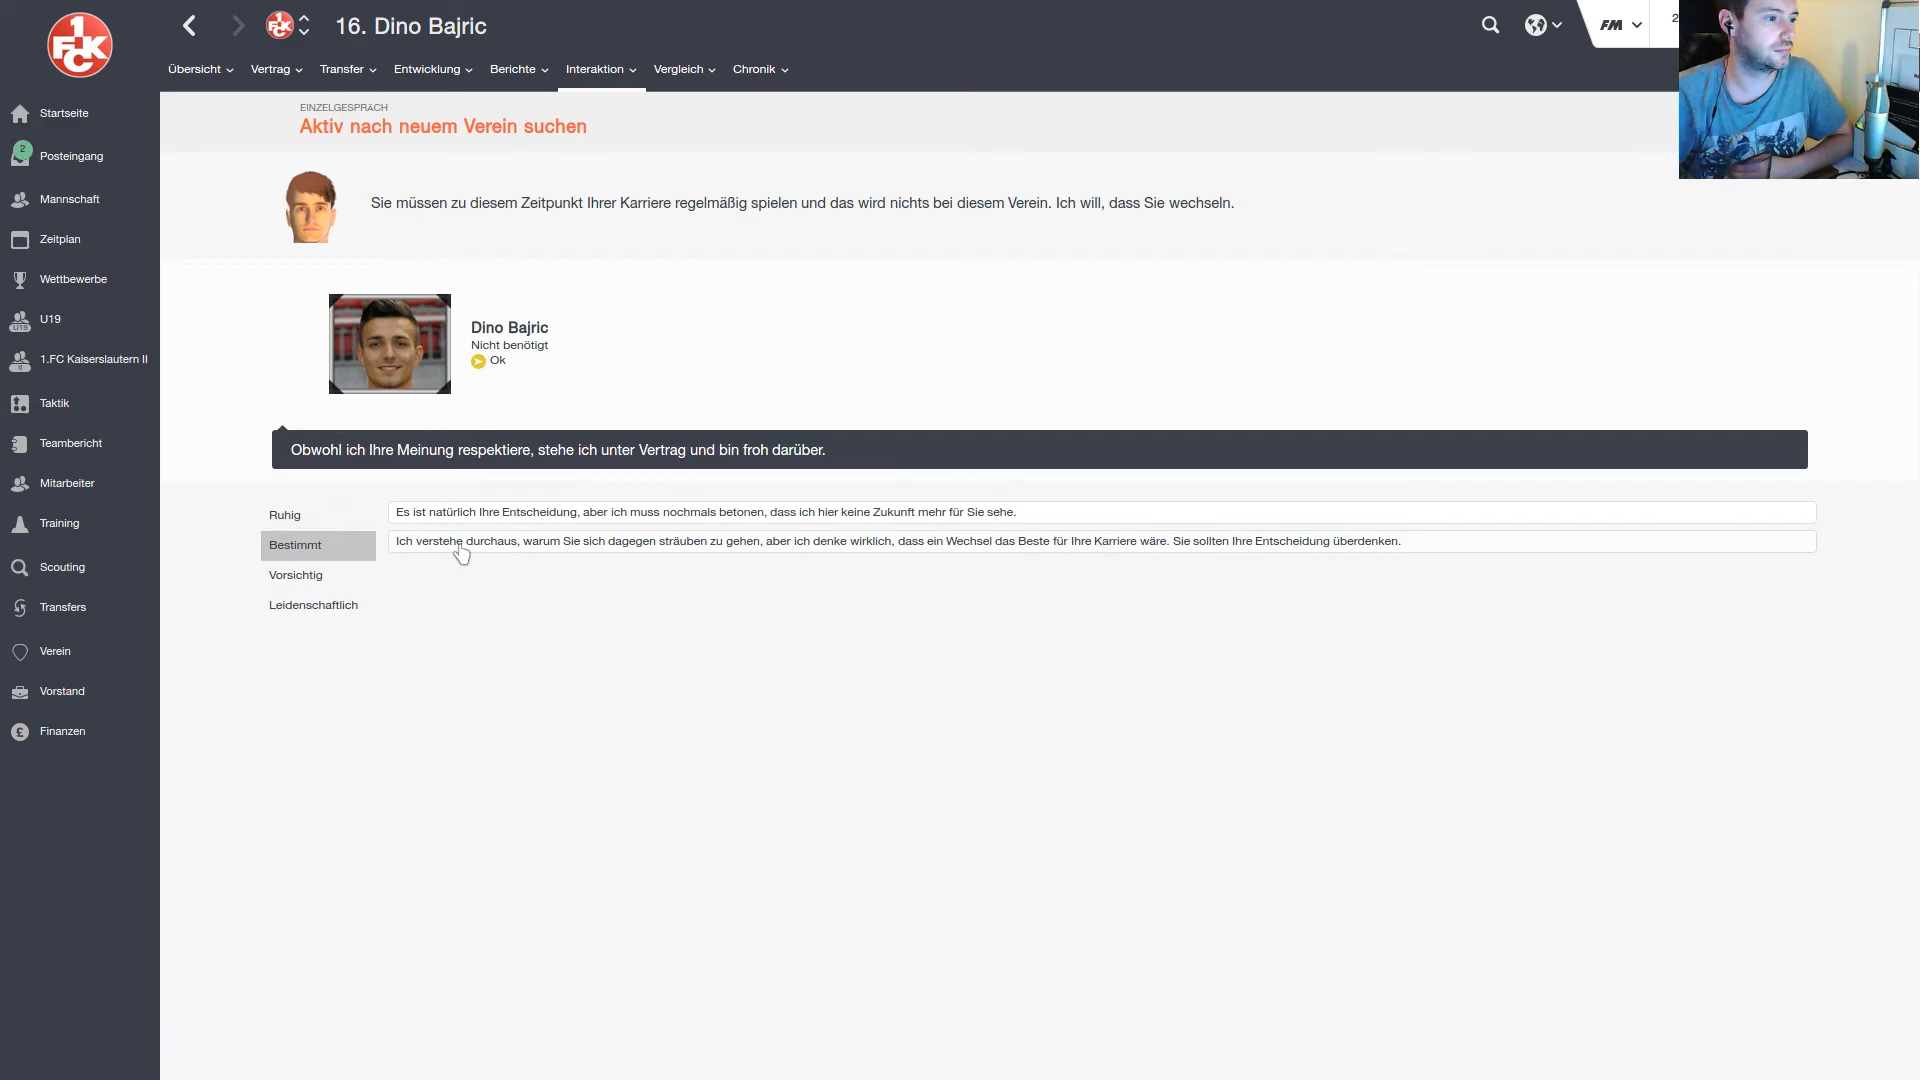 16. Dino Bajric
FM
2
Übersicht
Vertrag
Transfer
Entwicklung
Berichte
Interaktion
Vergleich
Chronik
1 FCK
Startseite
2
Posteingang
Mannschaft
Zeitplan
Wettbewerbe
U19
1.FC Kaiserslautern II
Taktik
Teambericht
Mitarbeiter
Training
Scouting
Transfers
Verein
Vorstand
Finanzen
EINZELGESPRÄCH
Aktiv nach neuem Verein suchen
Sie müssen zu diesem Zeitpunkt Ihrer Karriere regelmäßig spielen und das wird nichts bei diesem Verein. Ich will, dass Sie wechseln.
Dino Bajric
Nicht benötigt
Ok
Obwohl ich Ihre Meinung respektiere, stehe ich unter Vertrag und bin froh darüber.
Ruhig
Bestimmt
Vorsichtig
Leidenschaftlich
Es ist natürlich Ihre Entscheidung, aber ich muss nochmals betonen, dass ich hier keine Zukunft mehr für Sie sehe.
Ich verstehe durchaus, warum Sie sich dagegen sträuben zu gehen, aber ich denke wirklich, dass ein Wechsel das Beste für Ihre Karriere wäre. Sie sollten Ihre Entscheidung überdenken.